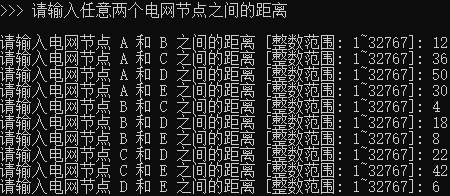 >>> 请输入任意两个电网节点之间的距离
请输入电网节点 A 和 B 之间的距离 [整数范围: 1~32767]: 12
请输入电网节点 A 和 C 之间的距离 [整数范围: 1~32767]: 36
请输入电网节点 A 和 D 之间的距离 [整数范围: 1~32767]: 50
请输入电网节点 A 和 E 之间的距离 [整数范围: 1~32767]: 30
请输入电网节点 B 和 C 之间的距离 [整数范围: 1~32767]: 4
请输入电网节点 B 和 D 之间的距离 [整数范围: 1~32767]: 18
请输入电网节点 B 和 E 之间的距离 [整数范围: 1~32767]: 8
请输入电网节点 C 和 D 之间的距离 [整数范围: 1~32767]: 22
请输入电网节点 C 和 E 之间的距离 [整数范围: 1~32767]: 42
请输入电网节点 D 和 E 之间的距离 [整数范围: 1~32767]: 6